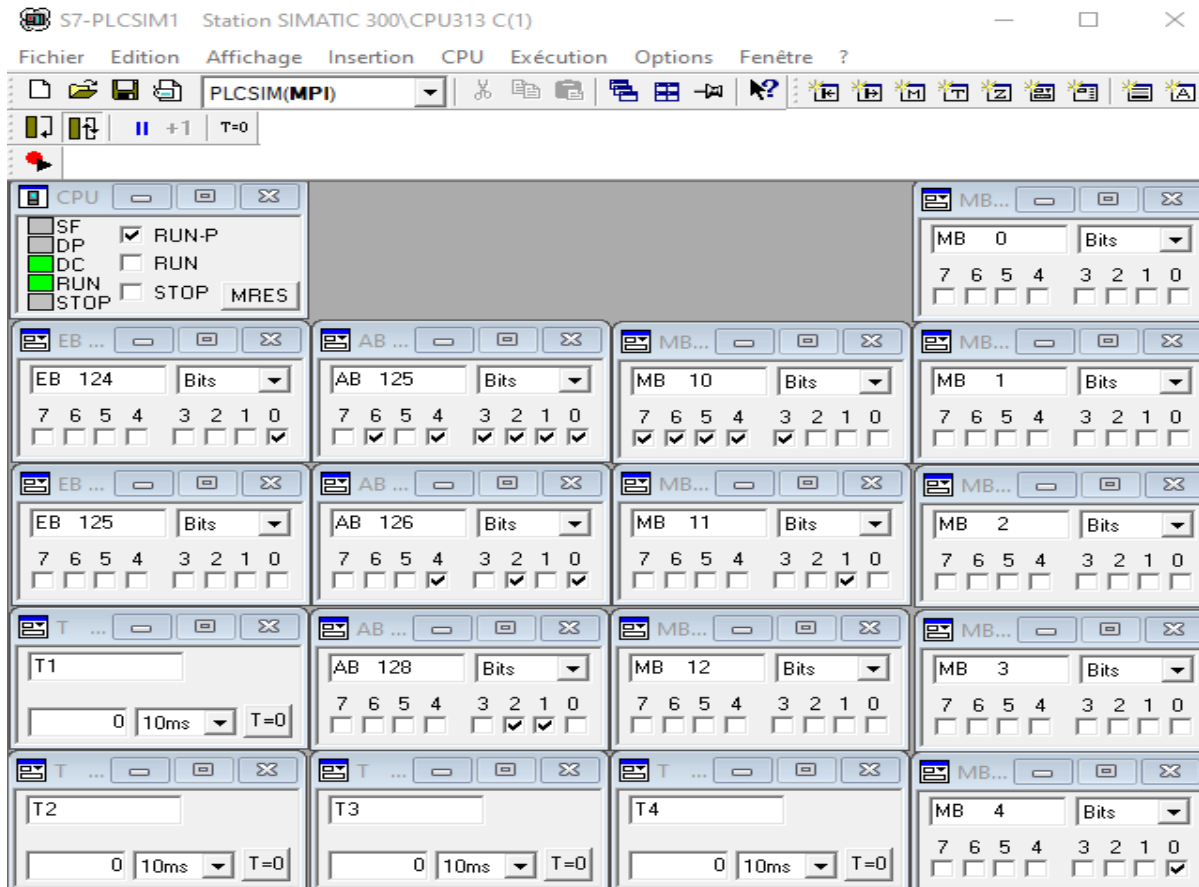 S7-PLCSIM1 Station SIMATIC 300\CPU313 C(1)
Fichier Edition Affichage Insertion CPU Exécution Options Fenêtre ?
PLCSIM(MPI)
+1 T=0
CPU
SF
DP
DC
RUN
STOP
RUN-P
RUN
STOP MRES
MB...
MB 0 Bits
7 6 5 4 3 2 1 0
EB ...
EB 124 Bits
7 6 5 4 3 2 1 0
AB ...
AB 125 Bits
7 6 5 4 3 2 1 0
MB...
MB 10 Bits
7 6 5 4 3 2 1 0
MB...
MB 1 Bits
7 6 5 4 3 2 1 0
EB ...
EB 125 Bits
7 6 5 4 3 2 1 0
AB ...
AB 126 Bits
7 6 5 4 3 2 1 0
MB...
MB 11 Bits
7 6 5 4 3 2 1 0
MB...
MB 2 Bits
7 6 5 4 3 2 1 0
T ...
T1
0 10ms T=0
AB ...
AB 128 Bits
7 6 5 4 3 2 1 0
MB...
MB 12 Bits
7 6 5 4 3 2 1 0
MB...
MB 3 Bits
7 6 5 4 3 2 1 0
T ...
T2
0 10ms T=0
T ...
T3
0 10ms T=0
T ...
T4
0 10ms T=0
MB...
MB 4 Bits
7 6 5 4 3 2 1 0